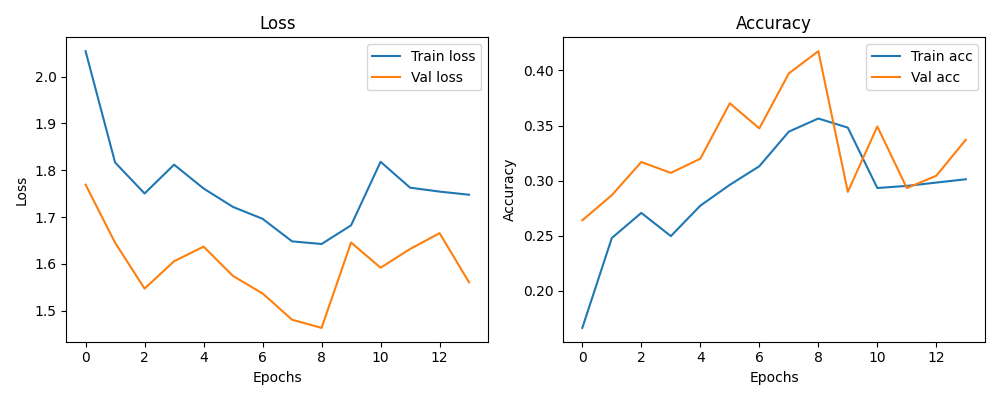 Loss
Train loss
Val loss
2.0
1.9
1.8
1.7
1.6
1.5
Loss
0 2 4 6 8 10 12
Epochs
Accuracy
Train acc
Val acc
0.40
0.35
0.30
0.25
0.20
Accuracy
0 2 4 6 8 10 12
Epochs